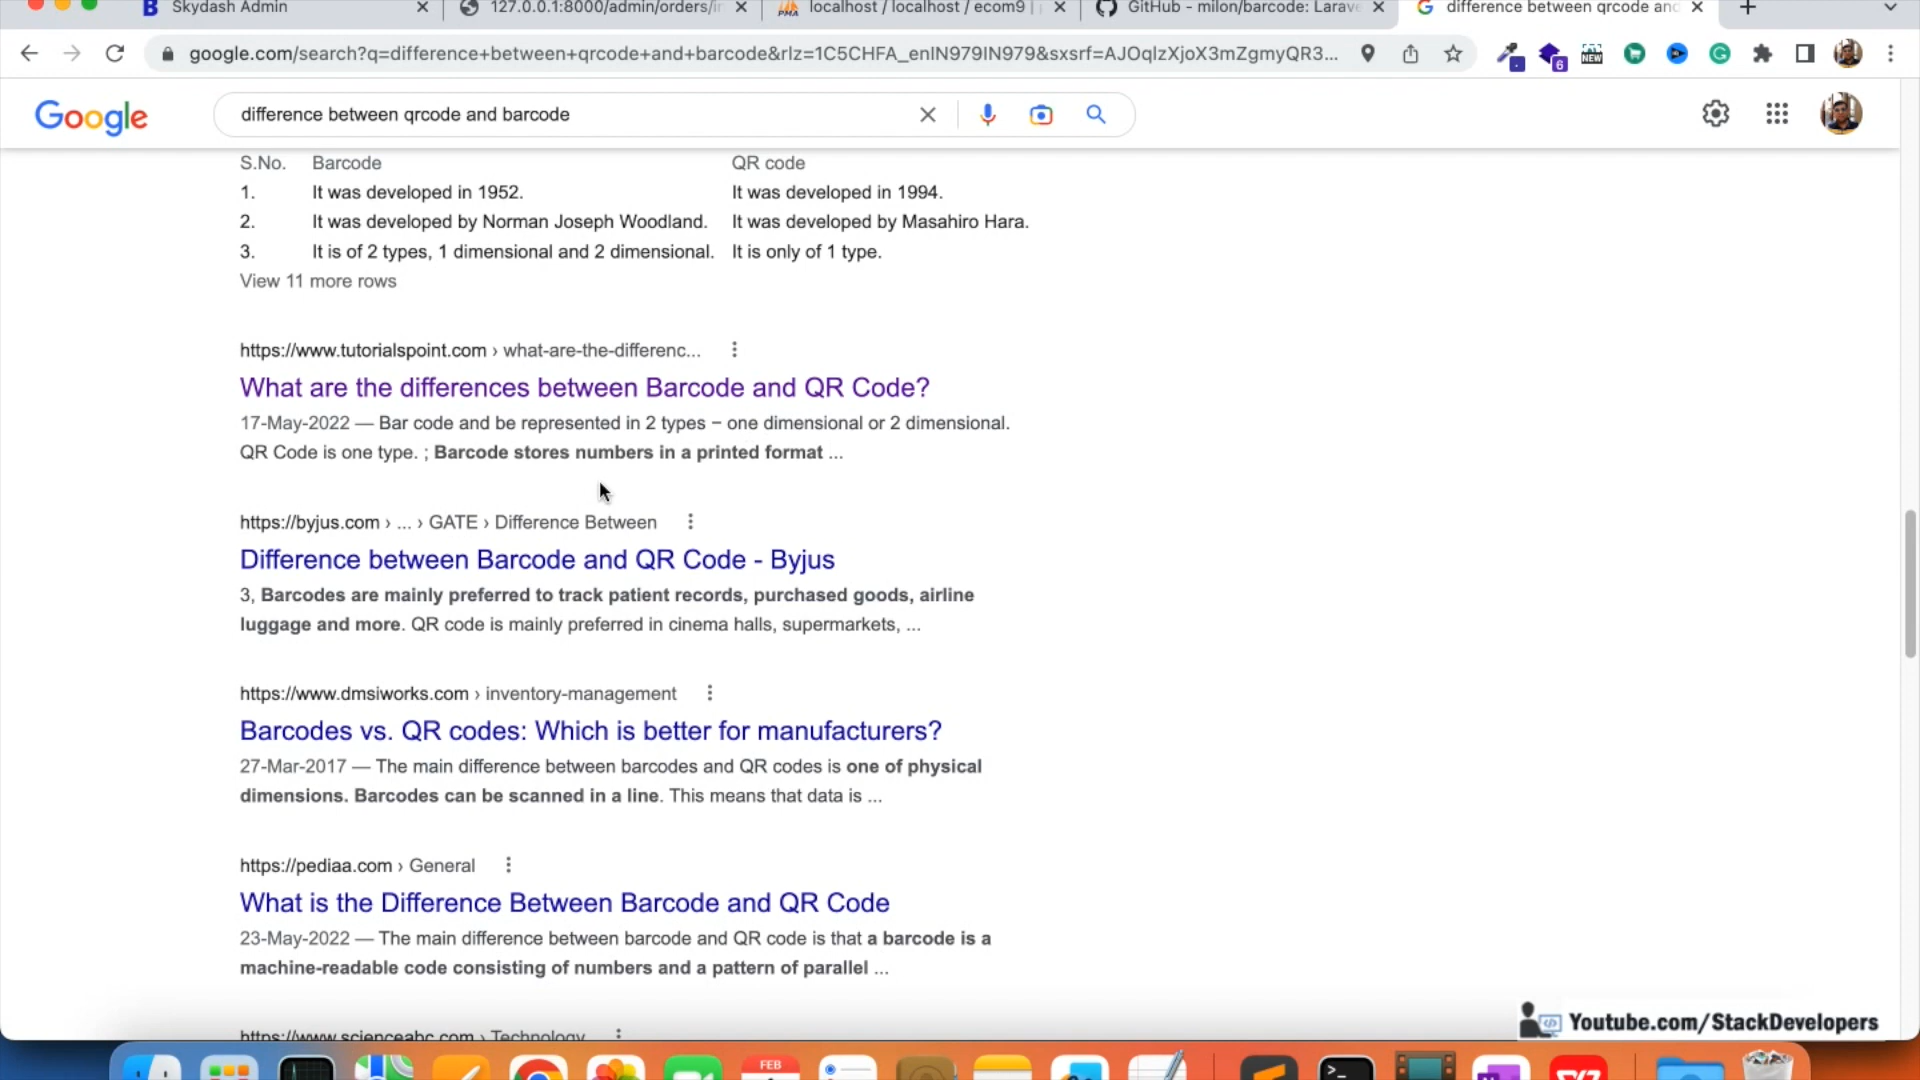 Skydash Admin
127.0.0.1:8000/admin/orders/in
localhost / localhost / ecom9 | p
GitHub - milon/barcode: Larave
difference between qrcode and
google.com/search?q=difference+between+qrcode+and+barcode&rlz=1C5CHFA_enIN979IN979&sxsrf=AJOqlzXjoX3mZgmyQR3...
6
NEW
Google
difference between qrcode and barcode
S.No. Barcode QR code
1. It was developed in 1952. It was developed in 1994.
2. It was developed by Norman Joseph Woodland. It was developed by Masahiro Hara.
3. It is of 2 types, 1 dimensional and 2 dimensional. It is only of 1 type.
View 11 more rows
https://www.tutorialspoint.com › what-are-the-differenc...
What are the differences between Barcode and QR Code?
17-May-2022 — Bar code and be represented in 2 types − one dimensional or 2 dimensional.
QR Code is one type. ; Barcode stores numbers in a printed format ...
https://byjus.com › ... › GATE › Difference Between
Difference between Barcode and QR Code - Byjus
3, Barcodes are mainly preferred to track patient records, purchased goods, airline
luggage and more. QR code is mainly preferred in cinema halls, supermarkets, ...
https://www.dmsiworks.com › inventory-management
Barcodes vs. QR codes: Which is better for manufacturers?
27-Mar-2017 — The main difference between barcodes and QR codes is one of physical
dimensions. Barcodes can be scanned in a line. This means that data is ...
https://pediaa.com › General
What is the Difference Between Barcode and QR Code
23-May-2022 — The main difference between barcode and QR code is that a barcode is a
machine-readable code consisting of numbers and a pattern of parallel ...
https://www.scienceabc.com › Technology
Youtube.com/StackDevelopers
FEB